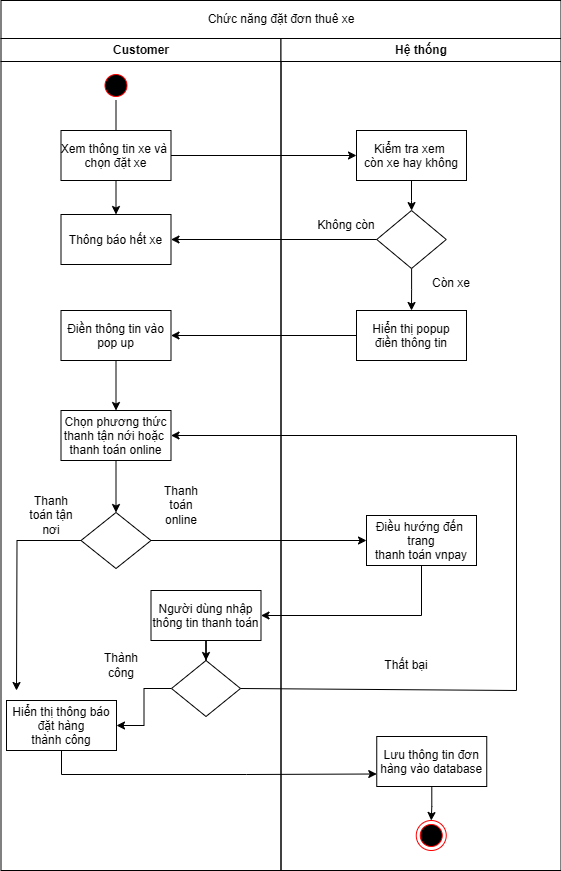 Chức năng đặt đơn thuê xe
Customer
Hệ thống
Xem thông tin xe và
chọn đặt xe
Kiểm tra xem
còn xe hay không
Không còn
Thông báo hết xe
Còn xe
Điền thông tin vào
pop up
Hiển thị popup
điền thông tin
Chọn phương thức
thanh tận nới hoặc
thanh toán online
Thanh
toán tận
nơi
Thanh
toán
online
Điều hướng đến
trang
thanh toán vnpay
Người dùng nhập
thông tin thanh toán
Thành
công
Thất bại
Hiển thị thông báo
đặt hàng
thành công
Lưu thông tin đơn
hàng vào database